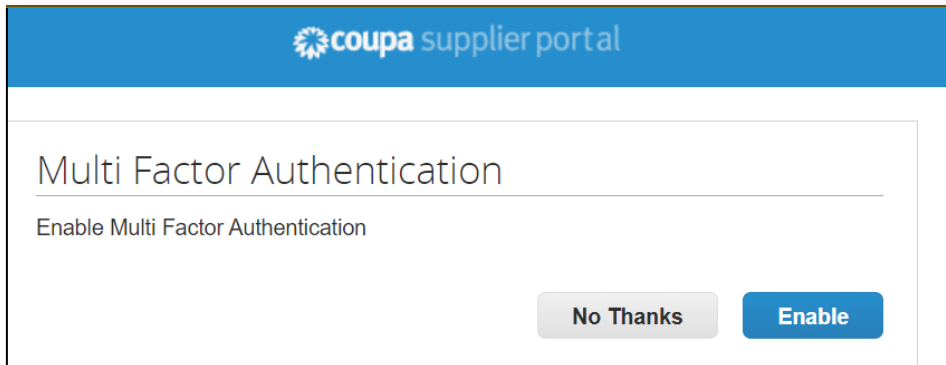 coupa supplier portal
Multi Factor Authentication
Enable Multi Factor Authentication
No Thanks Enable